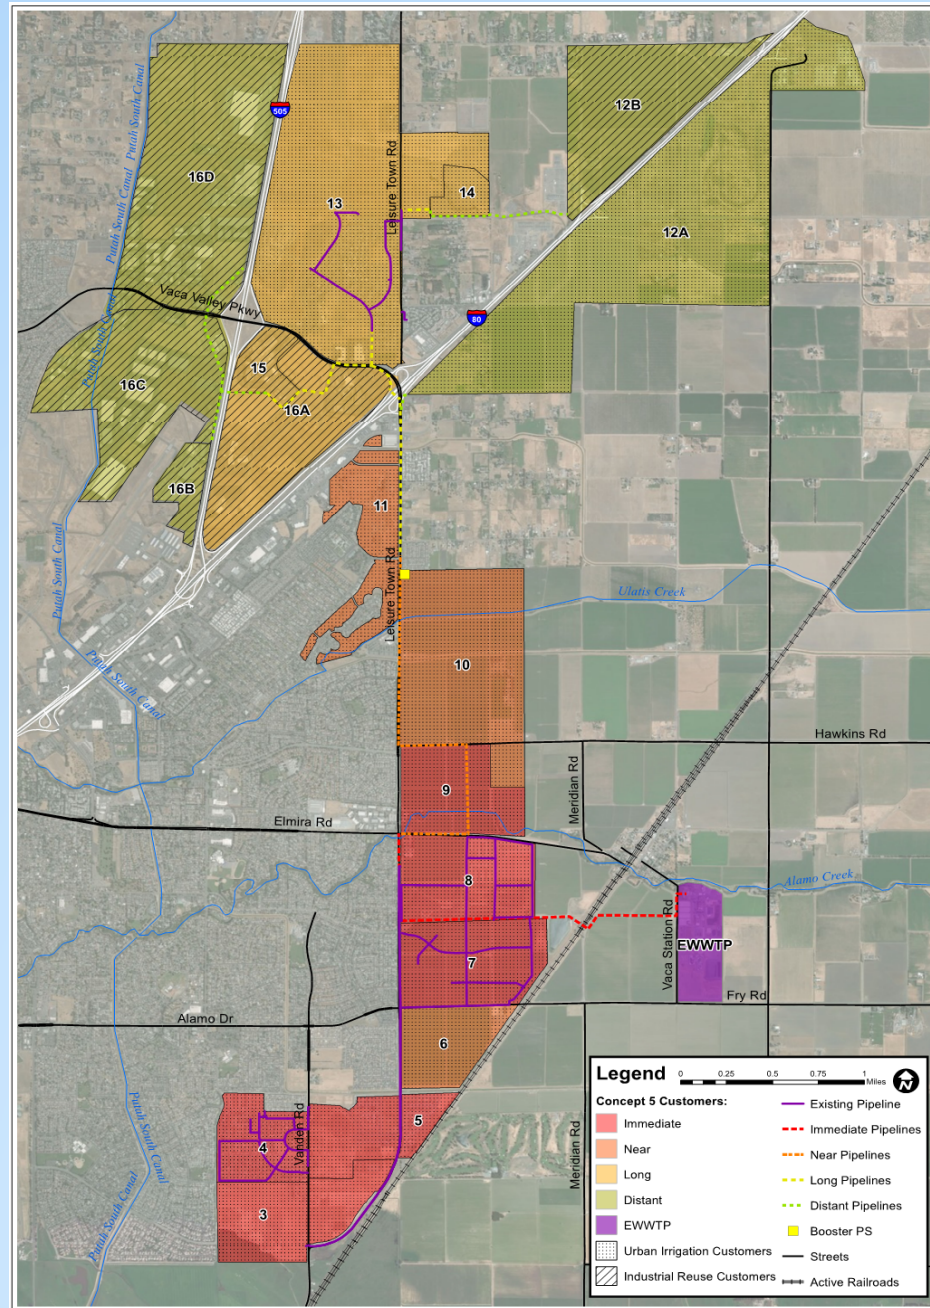 Putah South Canal
Putah South Canal
505
12B
16D
Leisure Town Rd
14
13
12A
Vaca Valley Pkwy
80
Putah South Canal
15
16C
16A
16B
11
Putah South Canal
Ulatis Creek
Leisure Town Rd
Putah South Canal
10
Hawkins Rd
Meridian Rd
9
Elmira Rd
8
Alamo Creek
Vaca Station Rd
EWWTP
7
Fry Rd
Alamo Dr
6
5
Putah South Canal
Vanden Rd
4
Meridian Rd
3
Putah South Canal
Legend
0 0.25 0.5 0.75 1
Miles
N
Concept 5 Customers:
Immediate
Near
Long
Distant
EWWTP
Urban Irrigation Customers
Industrial Reuse Customers
Existing Pipeline
Immediate Pipelines
Near Pipelines
Long Pipelines
Distant Pipelines
Booster PS
Streets
Active Railroads